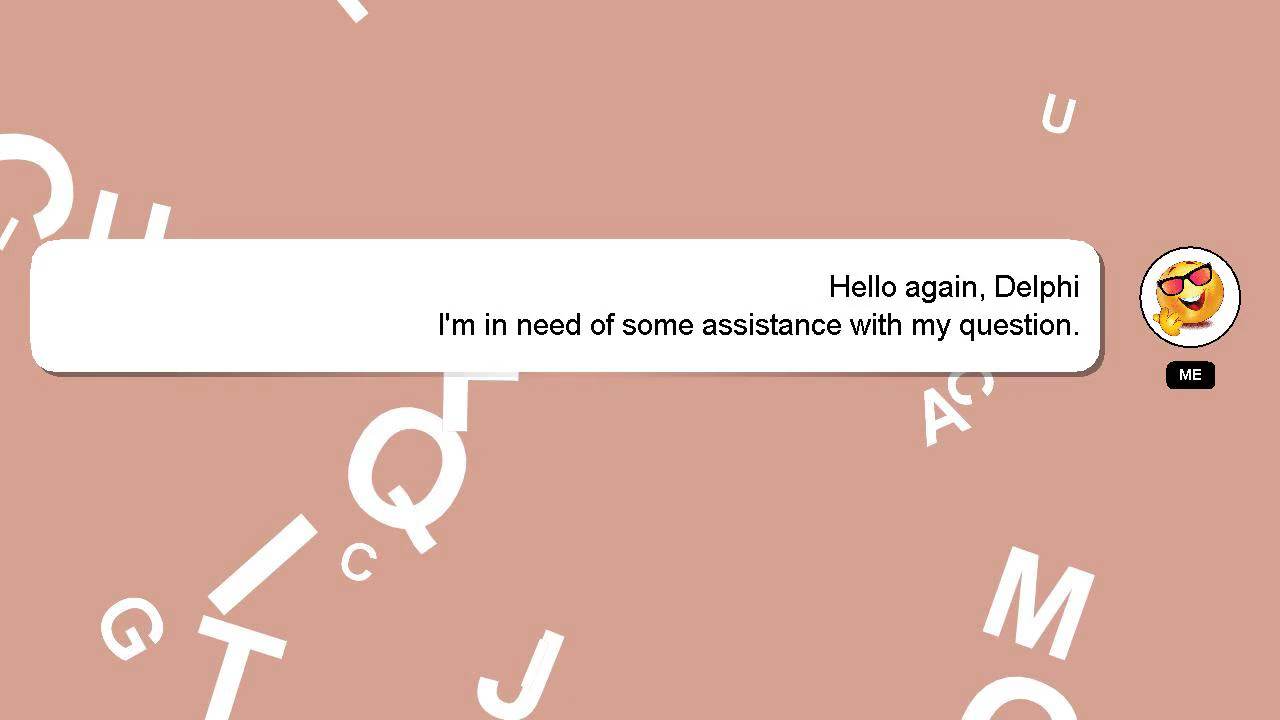 U
U
Hello again, Delphi
I'm in need of some assistance with my question.
ME
A
C
Q
I
C
M
G
T
J